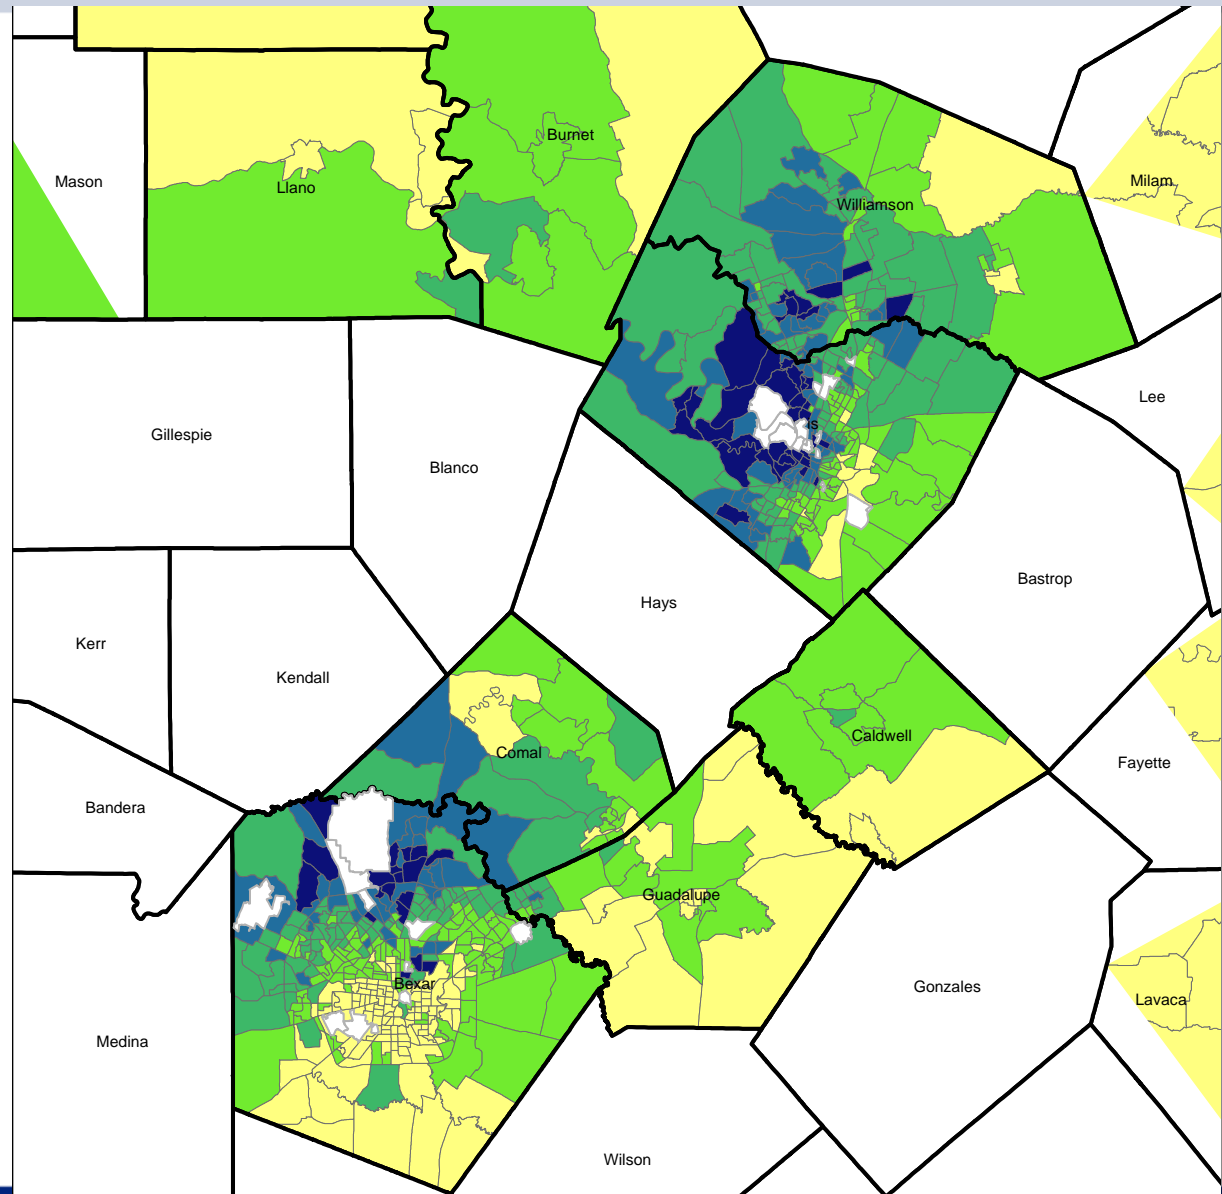 Burnet
Mason
Llano
Milam
Williamson
Lee
is
Gillespie
Blanco
Bastrop
Hays
Kerr
Kendall
Caldwell
Comal
Fayette
Bandera
Guadalupe
Bexar
Gonzales
Lavaca
Medina
Wilson